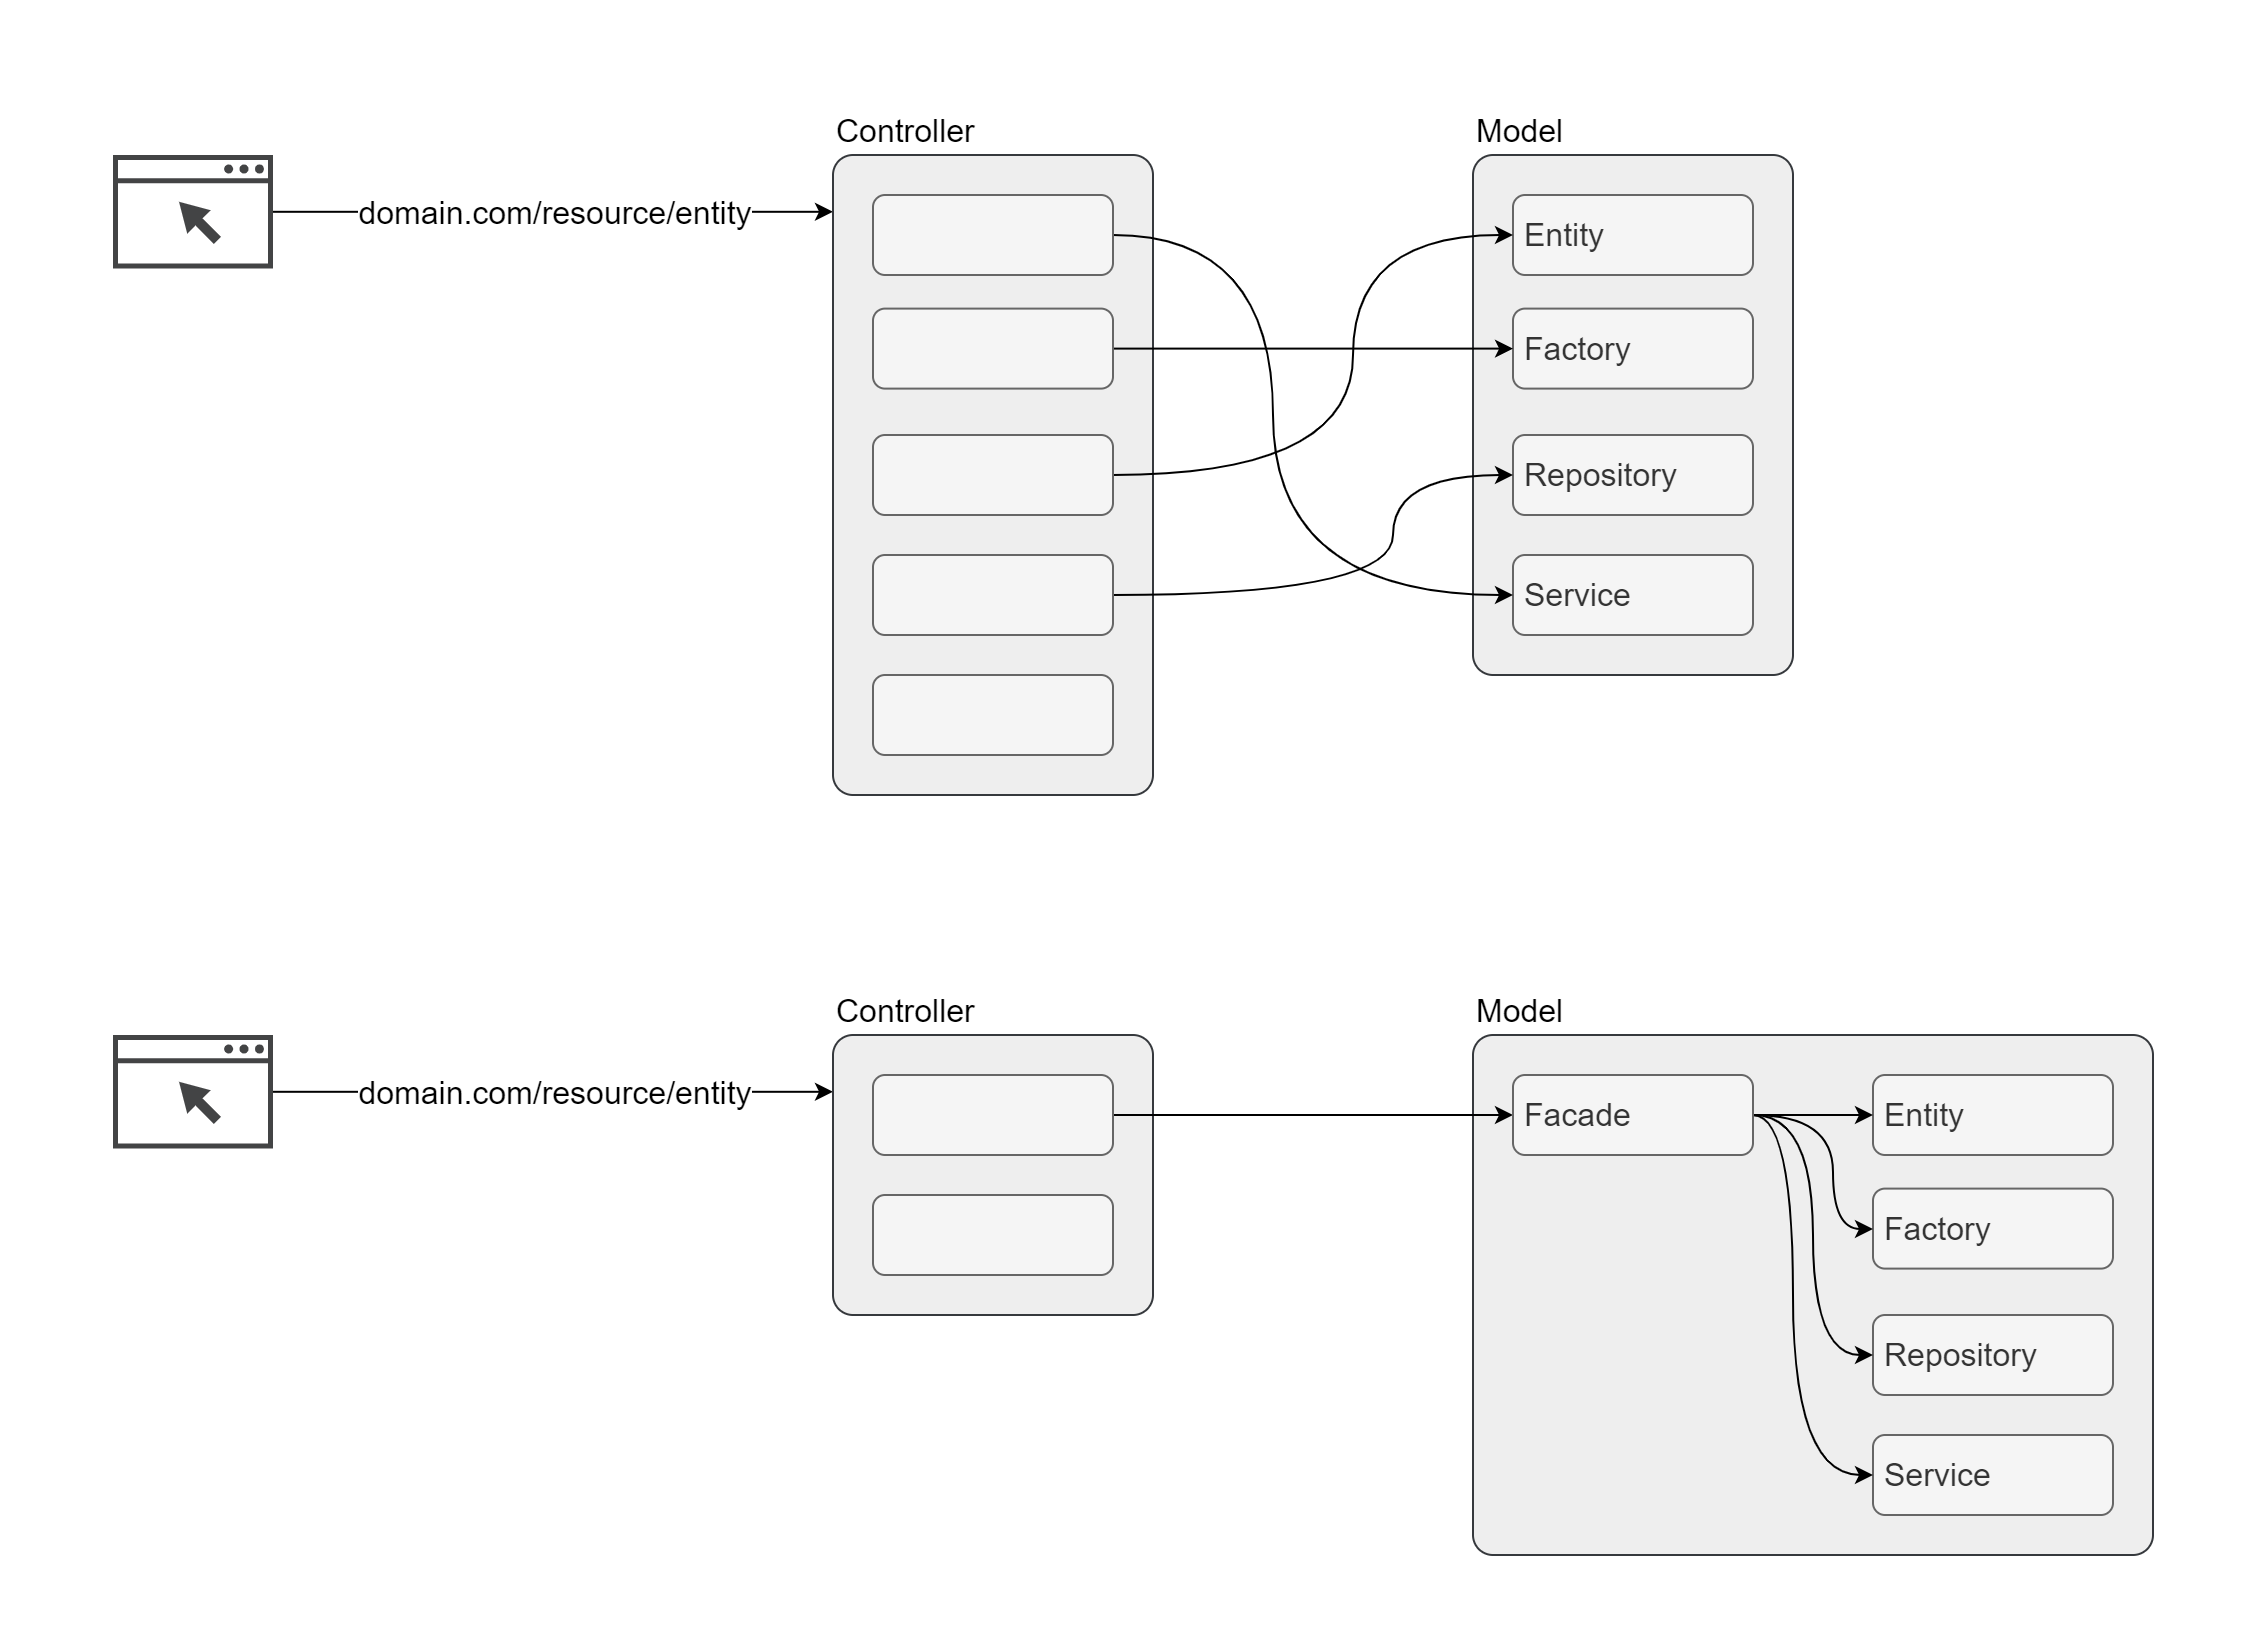 Controller
Model
domain.com/resource/entity
Entity
Factory
Repository
Service
Controller
Model
domain.com/resource/entity
Facade
Entity
Factory
Repository
Service